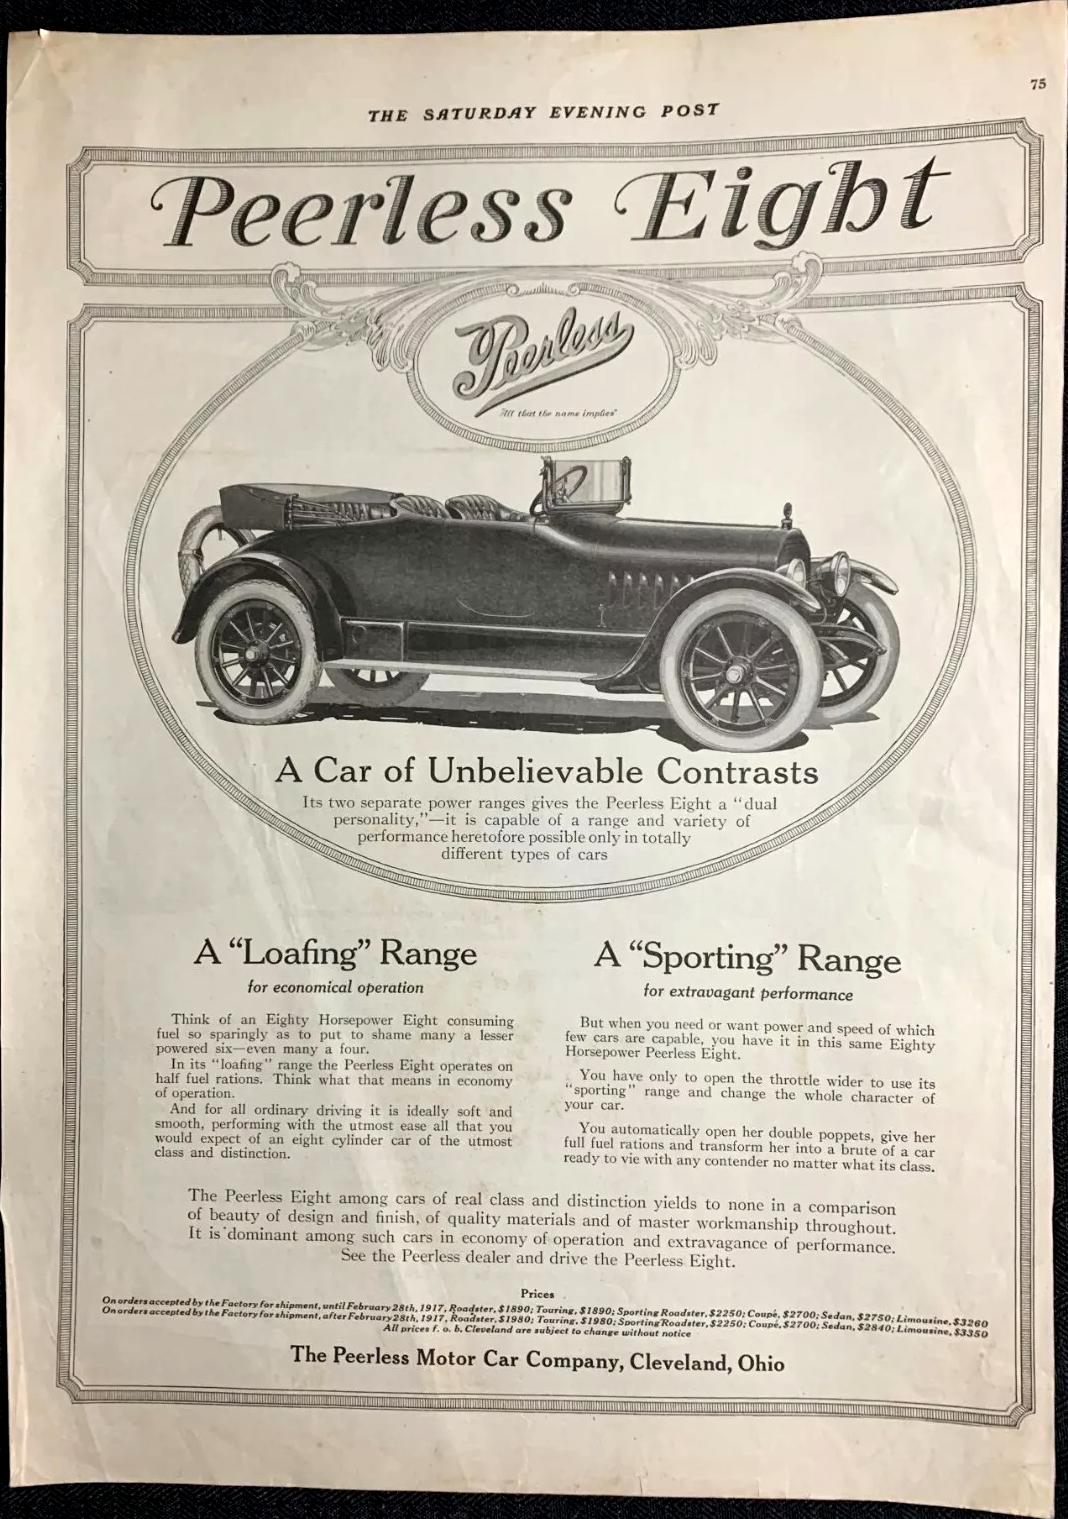 75
THE SATURDAY EVENING POST
Peerless Eight
Peerless
"All that the name implies"
A Car of Unbelievable Contrasts
Its two separate power ranges gives the Peerless Eight a "dual
personality,"—it is capable of a range and variety of
performance heretofore possible only in totally
different types of cars
A "Loafing" Range
for economical operation
Think of an Eighty Horsepower Eight consuming
fuel so sparingly as to put to shame many a lesser
powered six—even many a four.
In its "loafing" range the Peerless Eight operates on
half fuel rations. Think what that means in economy
of operation.
And for all ordinary driving it is ideally soft and
smooth, performing with the utmost ease all that you
would expect of an eight cylinder car of the utmost
class and distinction.
A "Sporting" Range
for extravagant performance
But when you need or want power and speed of which
few cars are capable, you have it in this same Eighty
Horsepower Peerless Eight.
You have only to open the throttle wider to use its
"sporting" range and change the whole character of
your car.
You automatically open her double poppets, give her
full fuel rations and transform her into a brute of a car
ready to vie with any contender no matter what its class.
The Peerless Eight among cars of real class and distinction yields to none in a comparison
of beauty of design and finish, of quality materials and of master workmanship throughout.
It is dominant among such cars in economy of operation and extravagance of performance.
See the Peerless dealer and drive the Peerless Eight.
Prices
On orders accepted by the Factory for shipment, until February 28th, 1917, Roadster, $1890; Touring, $1890; Sporting Roadster, $2250; Coupé, $2700; Sedan, $2750; Limousine, $3260
On orders accepted by the Factory for shipment, after February 28th, 1917, Roadster, $1980; Touring, $1980; Sporting Roadster, $2250; Coupé, $2700; Sedan, $2840; Limousine, $3350
All prices f. o. b. Cleveland are subject to change without notice
The Peerless Motor Car Company, Cleveland, Ohio